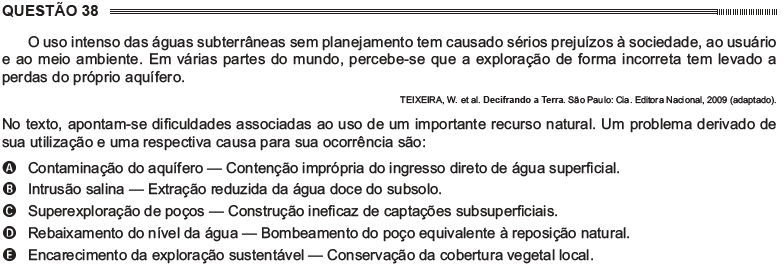 QUESTÃO 38
O uso intenso das águas subterrâneas sem planejamento tem causado sérios prejuízos à sociedade, ao usuário
e ao meio ambiente. Em várias partes do mundo, percebe-se que a exploração de forma incorreta tem levado a
perdas do próprio aquífero.
TEIXEIRA, W. et al. Decifrando a Terra. São Paulo: Cia. Editora Nacional, 2009 (adaptado).
No texto, apontam-se dificuldades associadas ao uso de um importante recurso natural. Um problema derivado de
sua utilização e uma respectiva causa para sua ocorrência são:
A Contaminação do aquífero — Contenção imprópria do ingresso direto de água superficial.
B Intrusão salina — Extração reduzida da água doce do subsolo.
C Superexploração de poços — Construção ineficaz de captações subsuperficiais.
D Rebaixamento do nível da água — Bombeamento do poço equivalente à reposição natural.
E Encarecimento da exploração sustentável — Conservação da cobertura vegetal local.